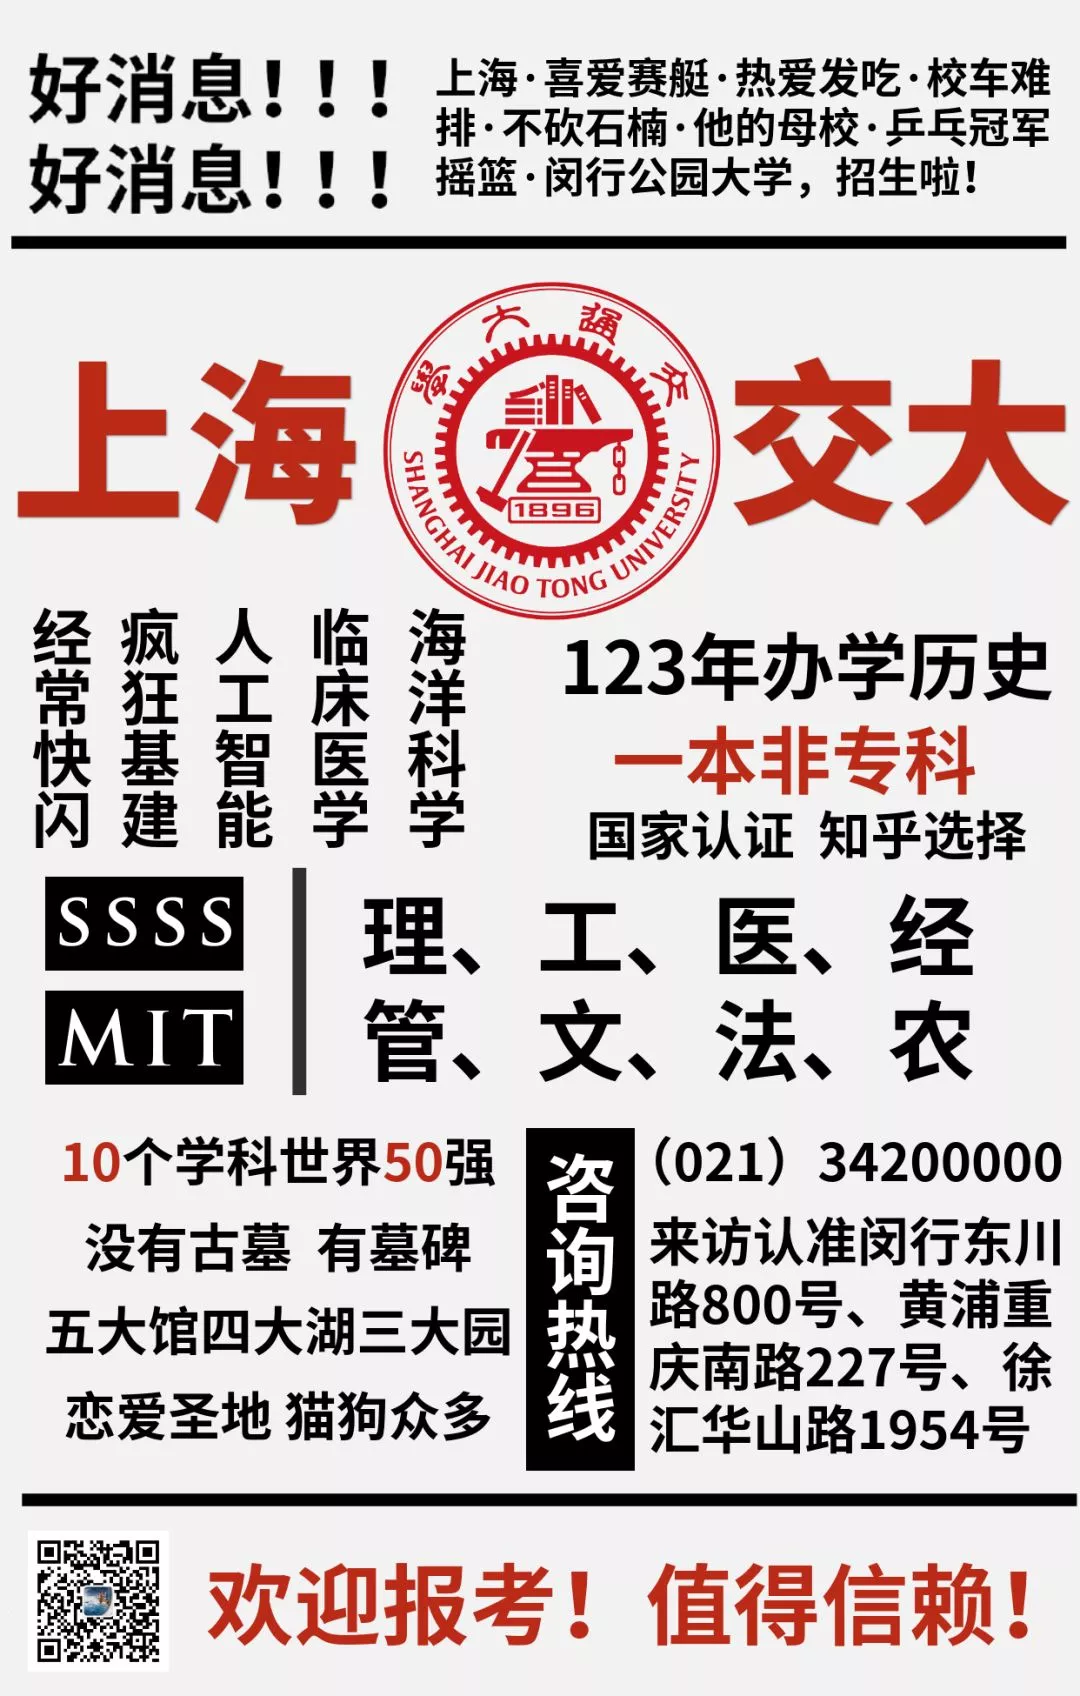 好消息！！！
好消息！！！
上海·喜爱赛艇·热爱发吃·校车难
排·不砍石楠·他的母校·乒乓冠军
摇篮·闵行公园大学，招生啦！
上海
交通大學
SHANGHAI JIAO TONG UNIVERSITY
1896
交大
经常快闪
疯狂基建
人工智能
临床医学
海洋科学
123年办学历史
一本非专科
国家认证 知乎选择
SSSS
MIT
理、工、医、经
管、文、法、农
10个学科世界50强
没有古墓 有墓碑
五大馆四大湖三大园
恋爱圣地 猫狗众多
咨询热线
（021）34200000
来访认准闵行东川
路800号、黄浦重
庆南路227号、徐
汇华山路1954号
欢迎报考！值得信赖！